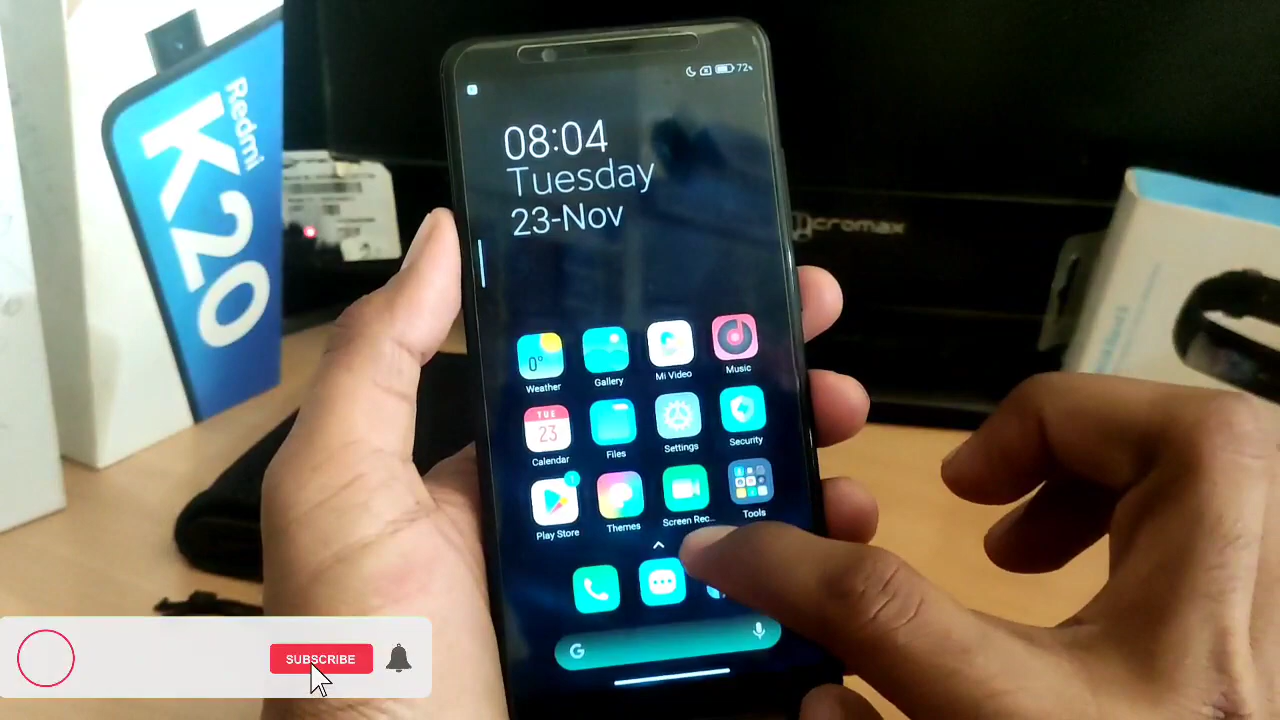 Redmi
K20
72%
08:04
Tuesday
23-Nov
icromax
0°
Weather
Gallery
Mi Video
Music
TUE
23
Calendar
Files
Settings
Security
1
Play Store
Themes
Screen Rec...
Tools
G
SUBSCRIBE